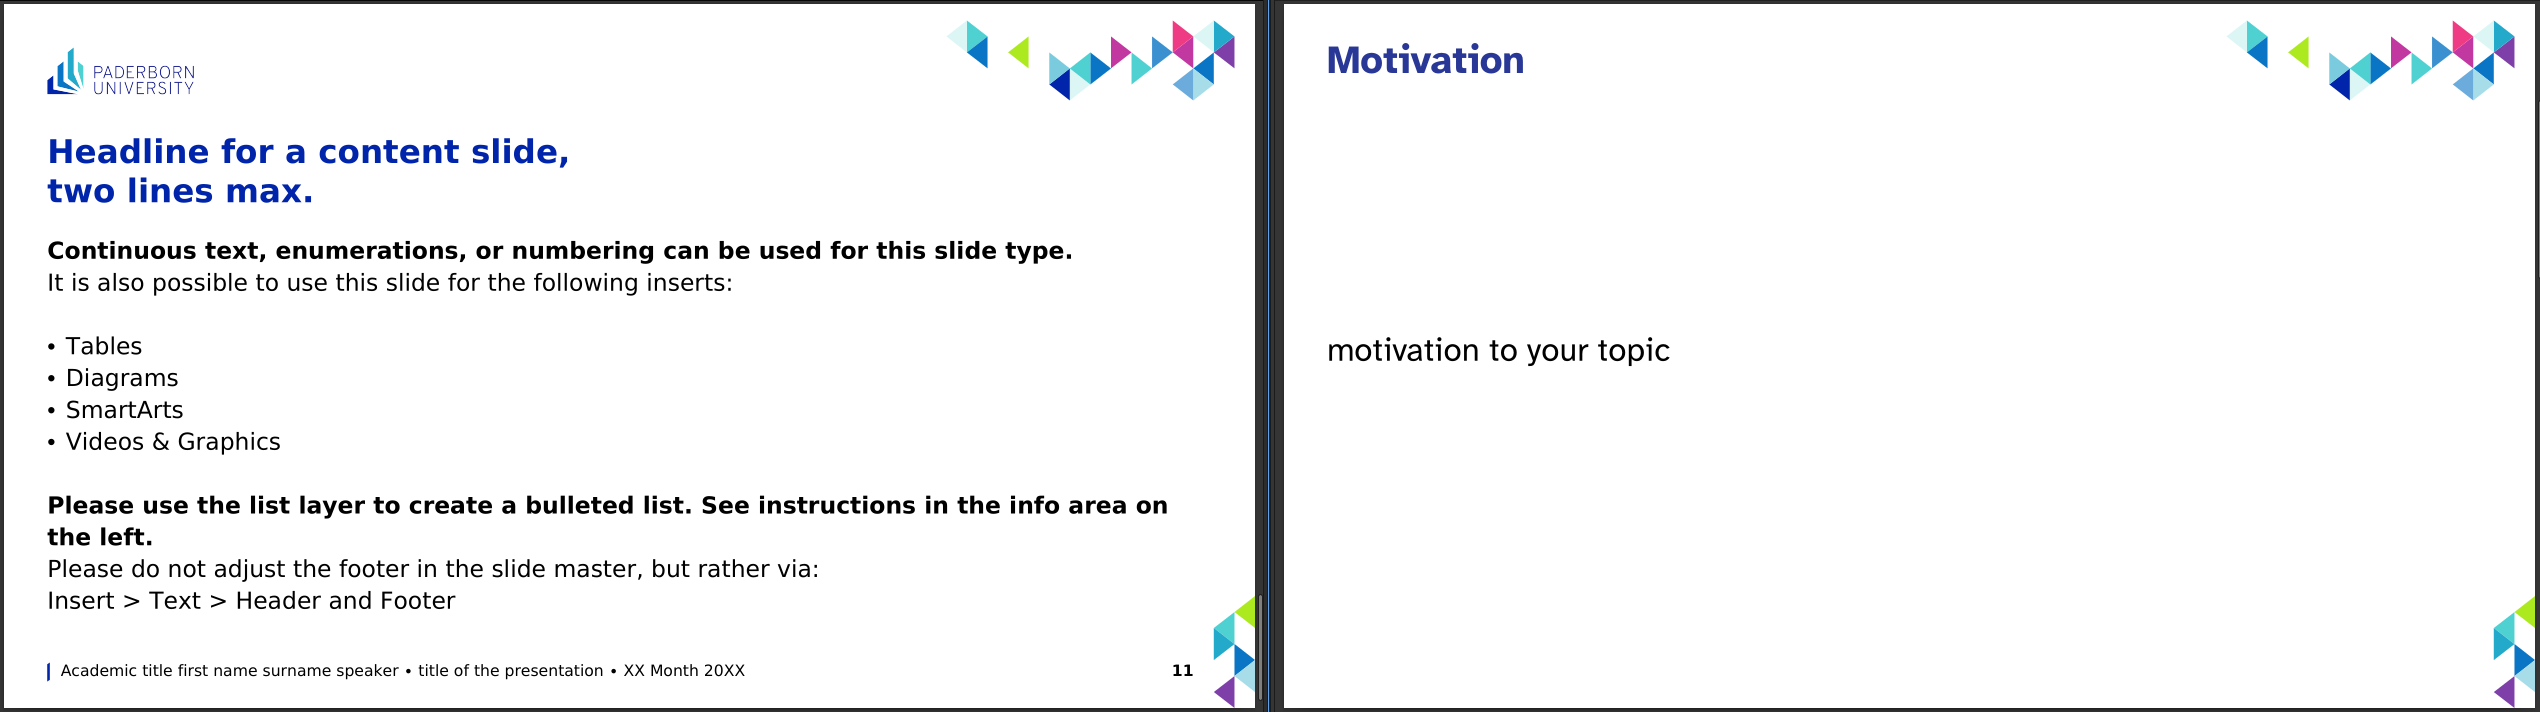 PADERBORN
UNIVERSITY
Headline for a content slide,
two lines max.
Continuous text, enumerations, or numbering can be used for this slide type.
It is also possible to use this slide for the following inserts:
• Tables
• Diagrams
• SmartArts
• Videos & Graphics
Please use the list layer to create a bulleted list. See instructions in the info area on
the left.
Please do not adjust the footer in the slide master, but rather via:
Insert > Text > Header and Footer
Academic title first name surname speaker • title of the presentation • XX Month 20XX
11
Motivation
motivation to your topic